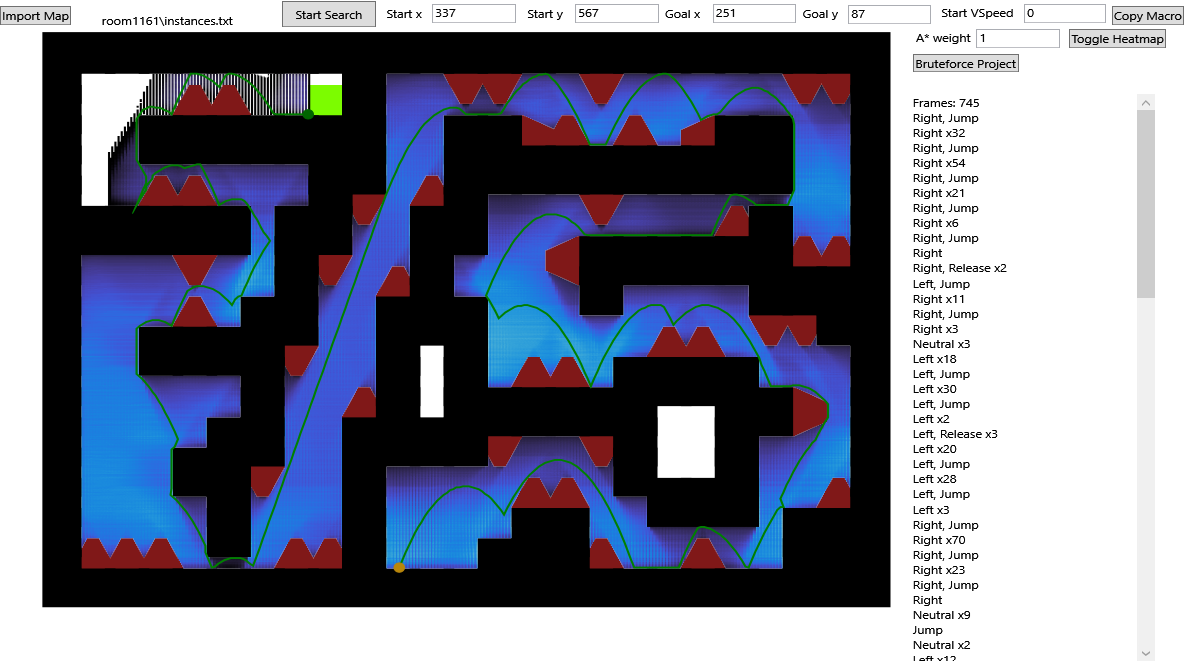 Import Map
room1161\instances.txt
Start Search
Start x 337
Start y 567
Goal x 251
Goal y 87
Start VSpeed 0
Copy Macro
A* weight 1
Toggle Heatmap
Bruteforce Project
Frames: 745
Right, Jump
Right x32
Right, Jump
Right x54
Right, Jump
Right x21
Right, Jump
Right x6
Right, Jump
Right
Right, Release x2
Left, Jump
Right x11
Right, Jump
Right x3
Neutral x3
Left x18
Left, Jump
Left x30
Left, Jump
Left x2
Left, Release x3
Left x20
Left, Jump
Left x28
Left, Jump
Left x3
Right, Jump
Right x70
Right, Jump
Right x23
Right, Jump
Right
Neutral x9
Jump
Neutral x2
Left x12